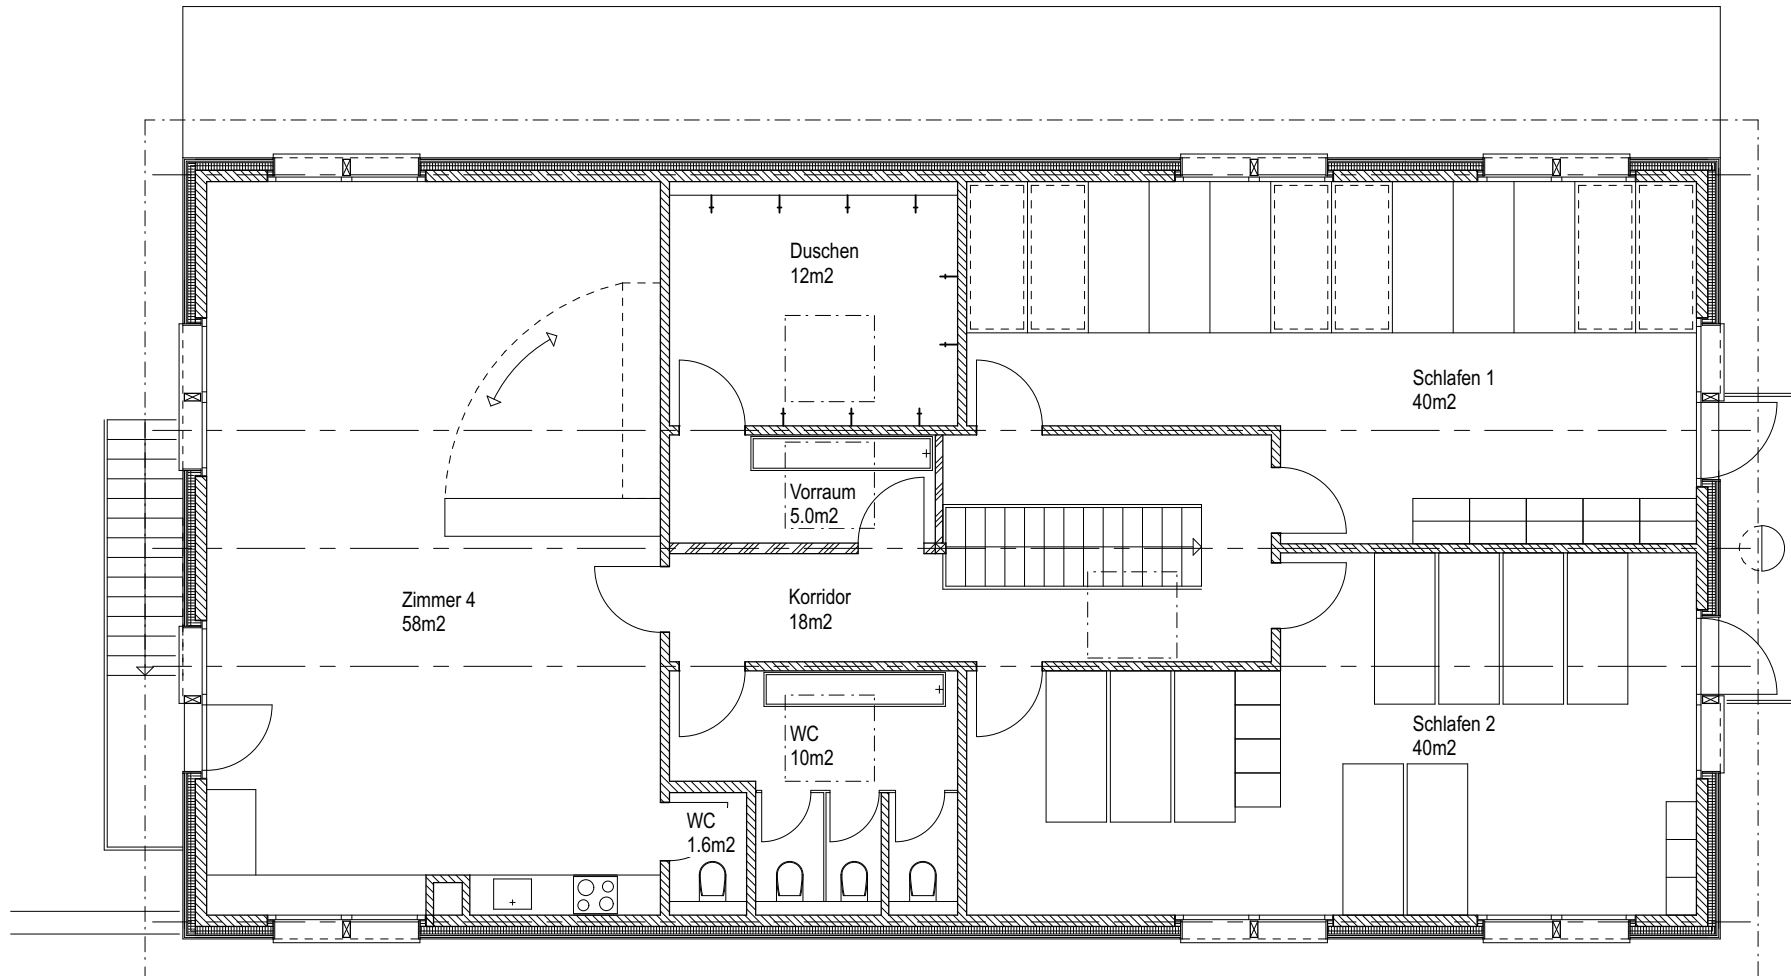 Duschen
12m2
Schlafen 1
40m2
Vorraum
5.0m2
Zimmer 4
58m2
Korridor
18m2
WC
10m2
Schlafen 2
40m2
WC
1.6m2